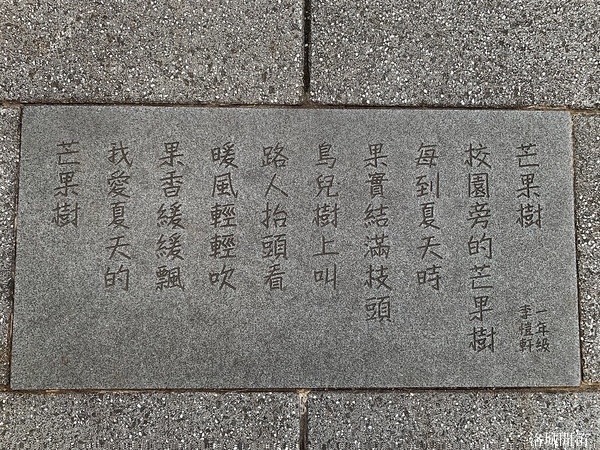 芒果樹
一年級
李愷軒
校園旁的芒果樹
每到夏天時
果實結滿枝頭
鳥兒樹上叫
路人抬頭看
暖風輕輕吹
果香緩緩飄
我愛夏天的
芒果樹